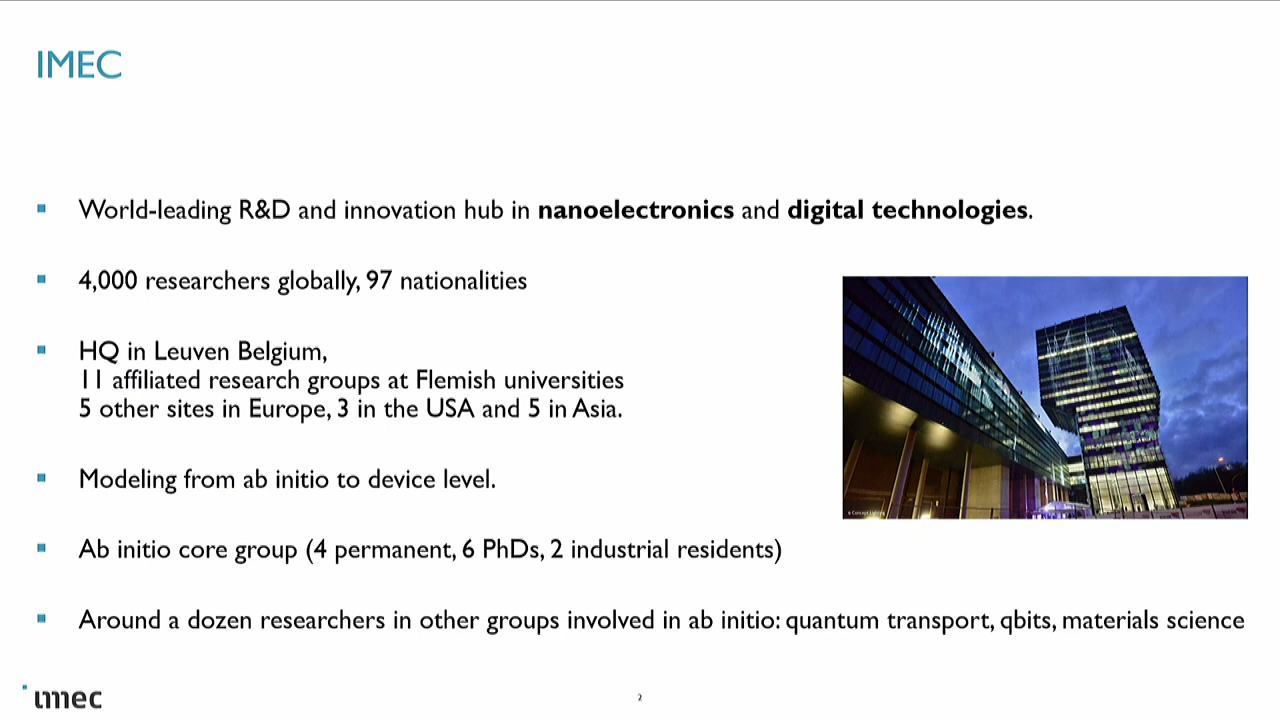 IMEC
World-leading R&D and innovation hub in nanoelectronics and digital technologies.
4,000 researchers globally, 97 nationalities
HQ in Leuven Belgium,
11 affiliated research groups at Flemish universities
5 other sites in Europe, 3 in the USA and 5 in Asia.
Modeling from ab initio to device level.
Ab initio core group (4 permanent, 6 PhDs, 2 industrial residents)
Around a dozen researchers in other groups involved in ab initio: quantum transport, qbits, materials science
© Concept Lighting
imec
2